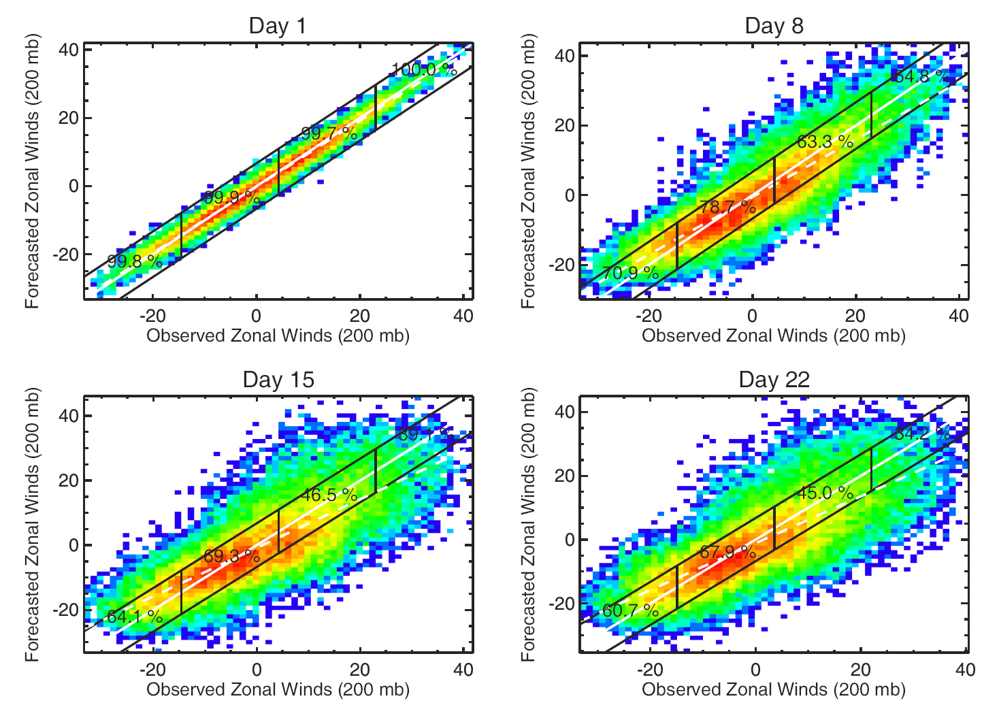 Day 1
Forecasted Zonal Winds (200 mb)
40
20
0
-20
100.0 %
99.7 %
99.9 %
99.8 %
-20 0 20 40
Observed Zonal Winds (200 mb)
Day 8
Forecasted Zonal Winds (200 mb)
40
20
0
-20
54.8 %
63.3 %
78.7 %
70.9 %
-20 0 20 40
Observed Zonal Winds (200 mb)
Day 15
Forecasted Zonal Winds (200 mb)
40
20
0
-20
39.1 %
46.5 %
69.3 %
64.1 %
-20 0 20 40
Observed Zonal Winds (200 mb)
Day 22
Forecasted Zonal Winds (200 mb)
40
20
0
-20
34.2 %
45.0 %
67.9 %
60.7 %
-20 0 20 40
Observed Zonal Winds (200 mb)